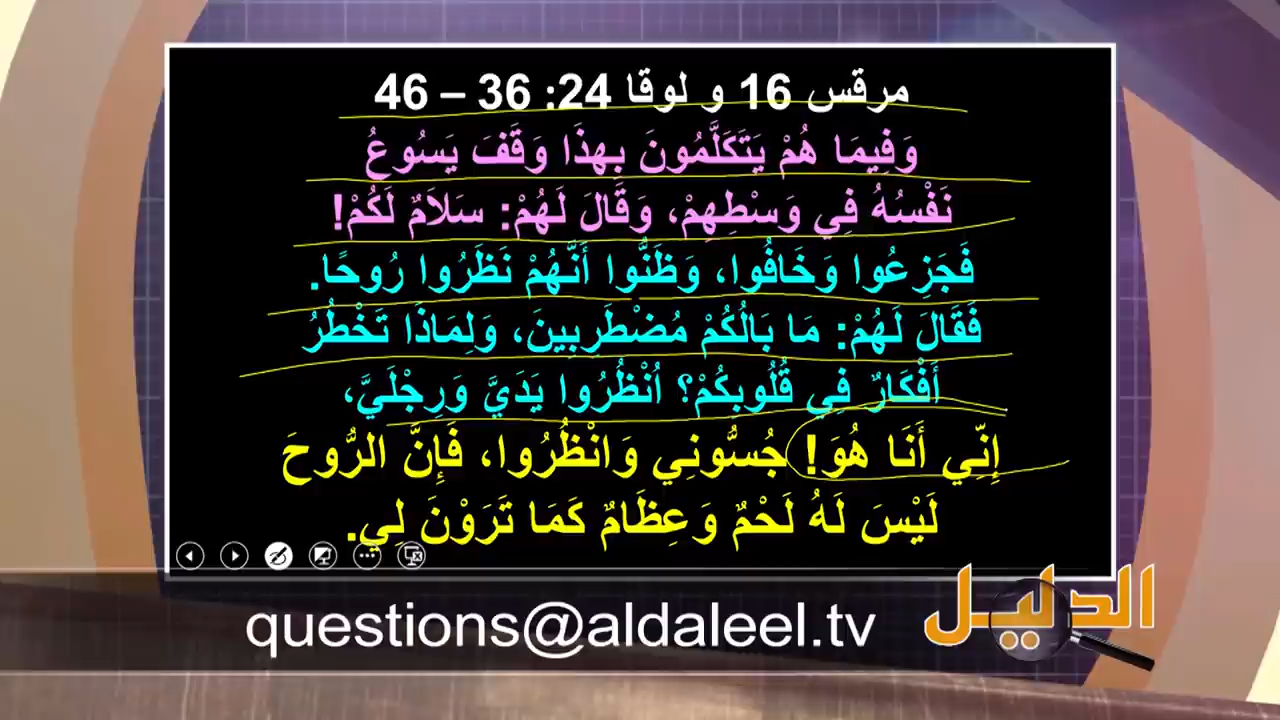 مرقس 16 و لوقا 24: 36 – 46
وَفِيمَا هُمْ يَتَكَلَّمُونَ بِهذَا وَقَفَ يَسُوعُ
نَفْسُهُ فِي وَسْطِهِمْ، وَقَالَ لَهُمْ: سَلاَمٌ لَكُمْ!
فَجَزِعُوا وَخَافُوا، وَظَنُّوا أَنَّهُمْ نَظَرُوا رُوحًا.
فَقَالَ لَهُمْ: مَا بَالُكُمْ مُضْطَرِبِينَ، وَلِمَاذَا تَخْطُرُ
أَفْكَارٌ فِي قُلُوبِكُمْ؟ اُنْظُرُوا يَدَيَّ وَرِجْلَيَّ،
إِنِّي أَنَا هُوَ! جُسُّونِي وَانْظُرُوا، فَإِنَّ الرُّوحَ
لَيْسَ لَهُ لَحْمٌ وَعِظَامٌ كَمَا تَرَوْنَ لِي.
الدليل
questions@aldaleel.tv